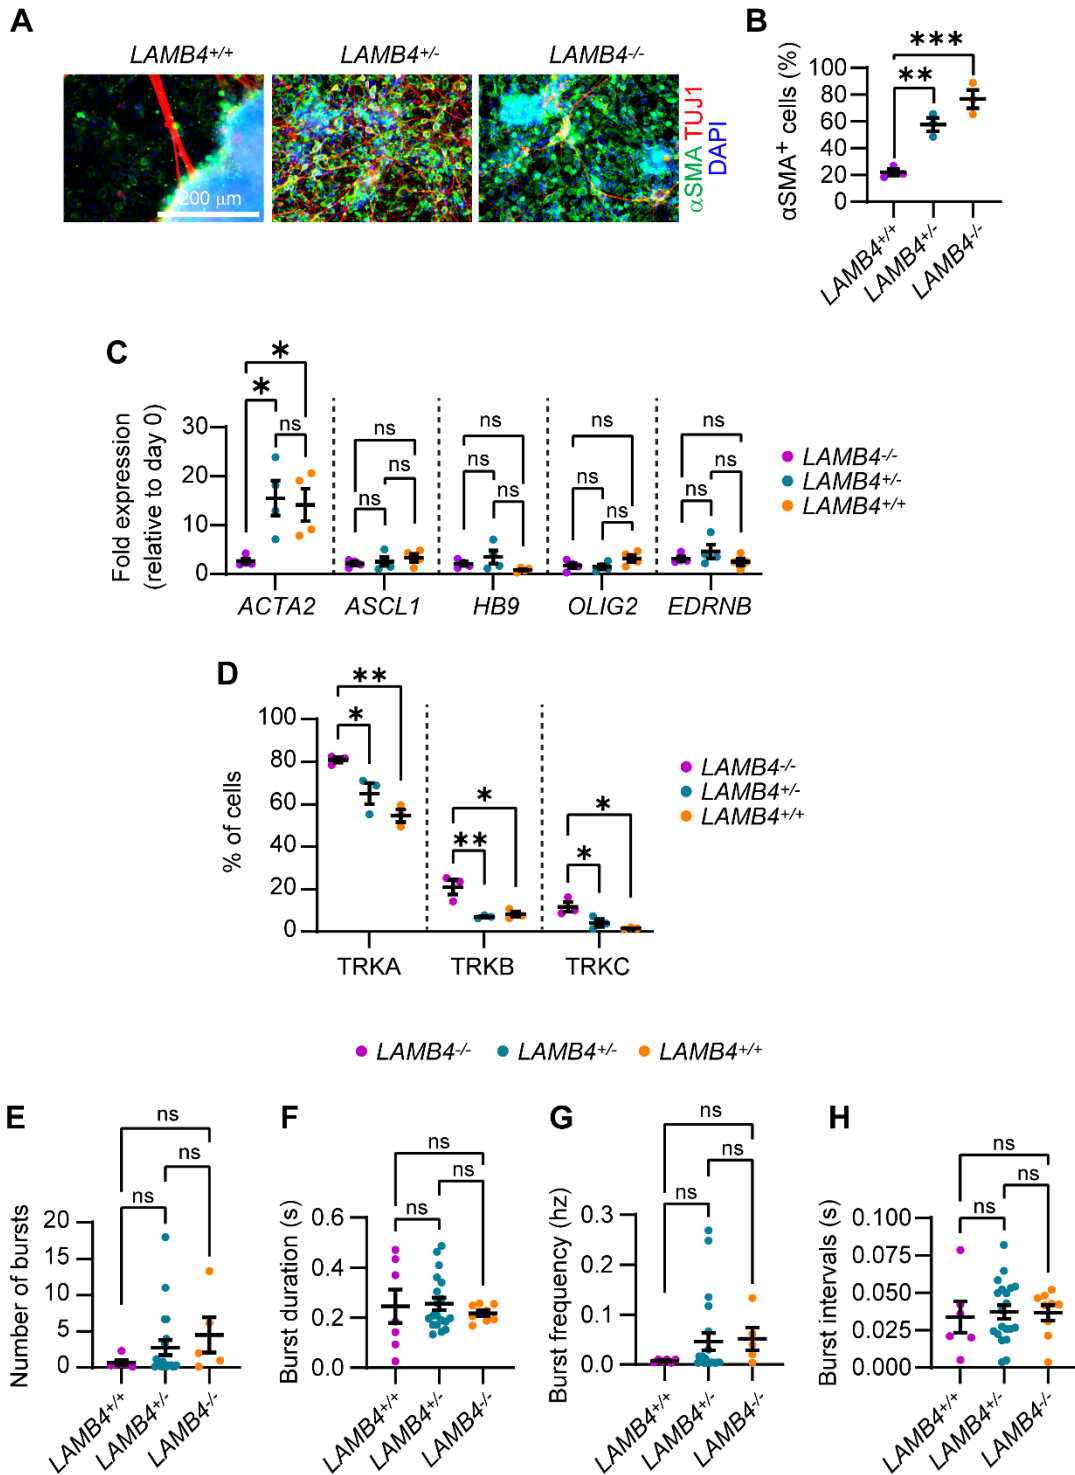 A
LAMB4+/+
LAMB4+/-
LAMB4-/-
200 μm
αSMA TUJ1
DAPI
B
αSMA+ cells (%)
***
**
100
80
60
40
20
0
LAMB4+/+
LAMB4+/-
LAMB4-/-
C
Fold expression
(relative to day 0)
30
20
10
0
*
*
ns
ns
ns
ns
ns
ns
ns
ns
ns
ns
ns
ns
ns
ACTA2
ASCL1
HB9
OLIG2
EDRNB
LAMB4-/-
LAMB4+/-
LAMB4+/+
D
% of cells
100
80
60
40
20
0
**
*
*
**
*
*
TRKA
TRKB
TRKC
LAMB4-/-
LAMB4+/-
LAMB4+/+
LAMB4-/-
LAMB4+/-
LAMB4+/+
E
Number of bursts
20
15
10
5
0
ns
ns
ns
LAMB4+/+
LAMB4+/-
LAMB4-/-
F
Burst duration (s)
0.6
0.4
0.2
0.0
ns
ns
ns
LAMB4+/+
LAMB4+/-
LAMB4-/-
G
Burst frequency (hz)
0.3
0.2
0.1
0.0
ns
ns
ns
LAMB4+/+
LAMB4+/-
LAMB4-/-
H
Burst intervals (s)
0.100
0.075
0.050
0.025
0.000
ns
ns
ns
LAMB4+/+
LAMB4+/-
LAMB4-/-